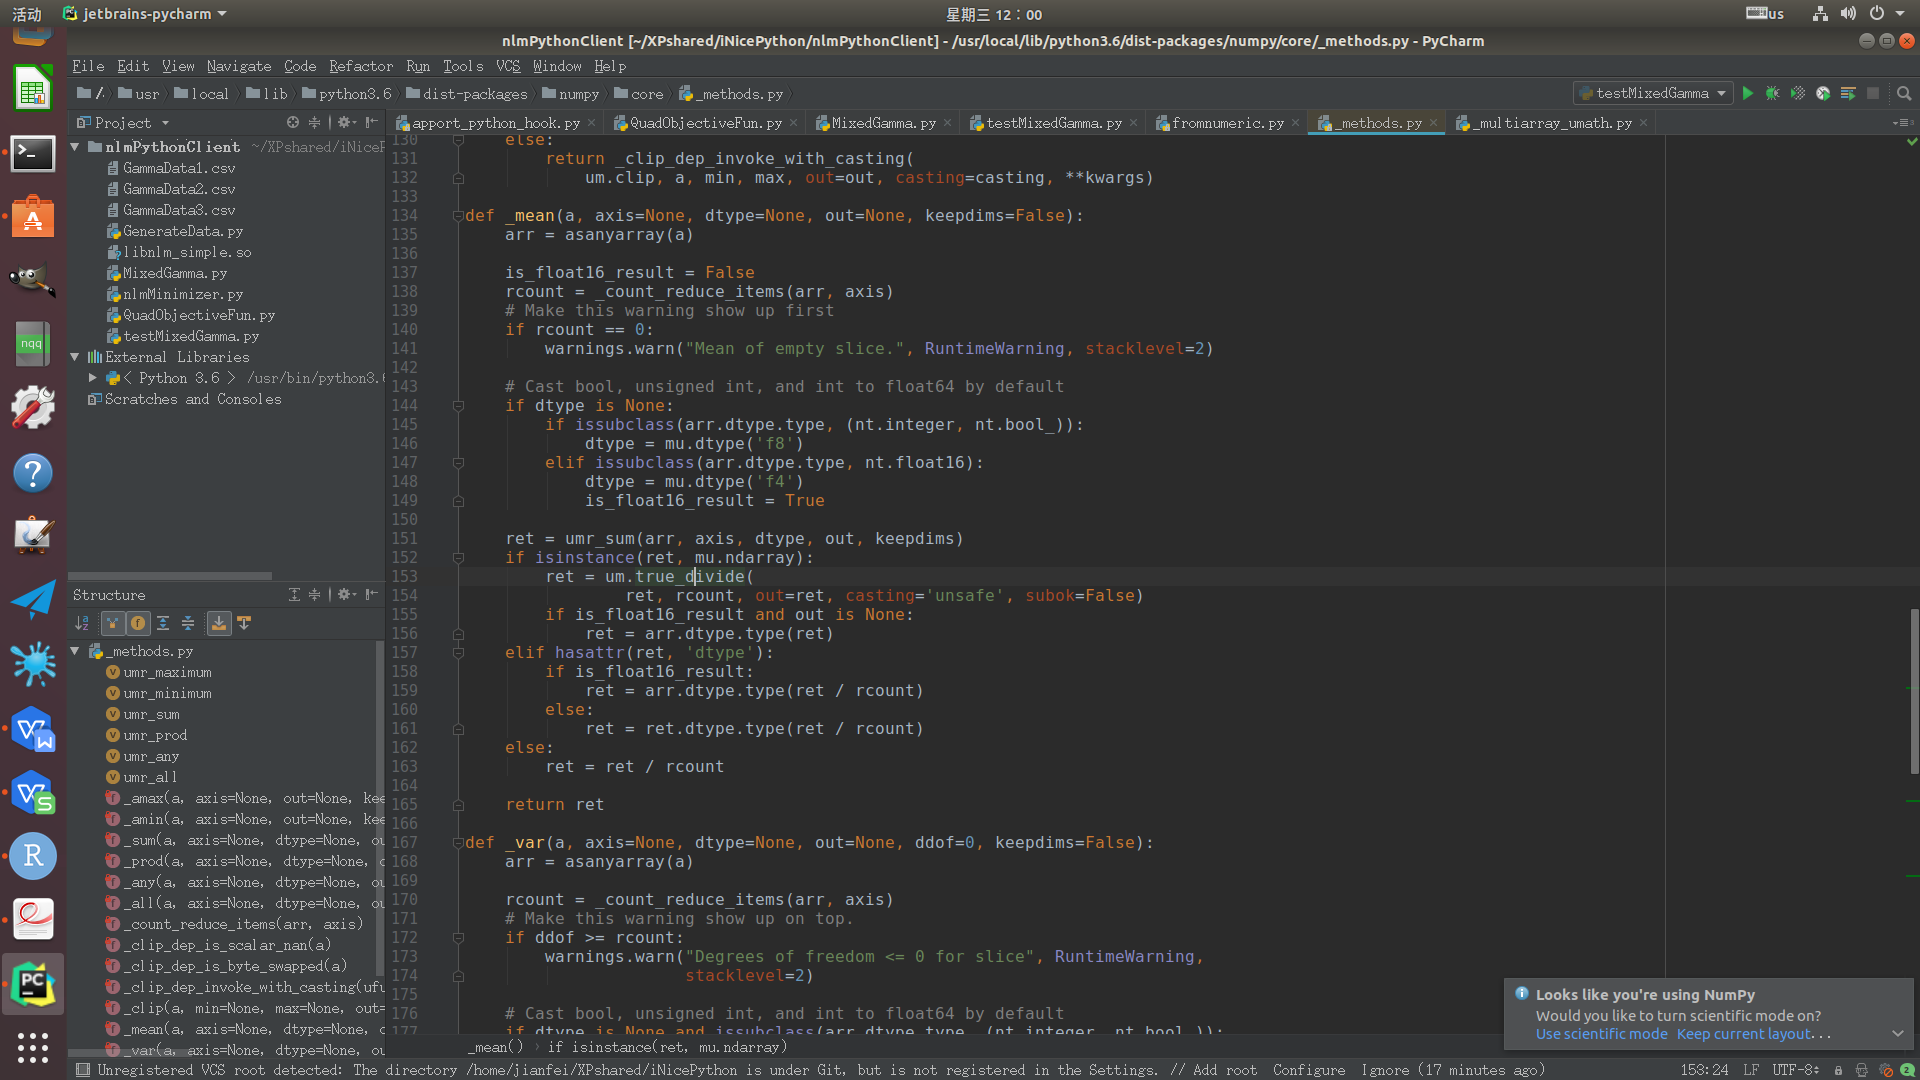 活动
jetbrains-pycharm
星期三 12：00
us
nlmPythonClient [~/XPshared/iNicePython/nlmPythonClient] - /usr/local/lib/python3.6/dist-packages/numpy/core/_methods.py - PyCharm
File Edit View Navigate Code Refactor Run Tools VCS Window Help
/ usr local lib python3.6 dist-packages numpy core _methods.py
testMixedGamma
Project
apport_python_hook.py QuadObjectiveFun.py MixedGamma.py testMixedGamma.py fromnumeric.py _methods.py _multiarray_umath.py
nlmPythonClient ~/XPshared/iNiceP
GammaData1.csv
GammaData2.csv
GammaData3.csv
GenerateData.py
libnlm_simple.so
MixedGamma.py
nlmMinimizer.py
QuadObjectiveFun.py
testMixedGamma.py
External Libraries
< Python 3.6 > /usr/bin/python3.6
Scratches and Consoles
Structure
_methods.py
umr_maximum
umr_minimum
umr_sum
umr_prod
umr_any
umr_all
_amax(a, axis=None, out=None, kee
_amin(a, axis=None, out=None, kee
_sum(a, axis=None, dtype=None, ou
_prod(a, axis=None, dtype=None, o
_any(a, axis=None, dtype=None, ou
_all(a, axis=None, dtype=None, ou
_count_reduce_items(arr, axis)
_clip_dep_is_scalar_nan(a)
_clip_dep_is_byte_swapped(a)
_clip_dep_invoke_with_casting(ufu
_clip(a, min=None, max=None, out=
_mean(a, axis=None, dtype=None, o
_var(a, axis=None, dtype=None, ou
130 else:
131 return _clip_dep_invoke_with_casting(
132 um.clip, a, min, max, out=out, casting=casting, **kwargs)
133
134 def _mean(a, axis=None, dtype=None, out=None, keepdims=False):
135 arr = asanyarray(a)
136
137 is_float16_result = False
138 rcount = _count_reduce_items(arr, axis)
139 # Make this warning show up first
140 if rcount == 0:
141 warnings.warn("Mean of empty slice.", RuntimeWarning, stacklevel=2)
142
143 # Cast bool, unsigned int, and int to float64 by default
144 if dtype is None:
145 if issubclass(arr.dtype.type, (nt.integer, nt.bool_)):
146 dtype = mu.dtype('f8')
147 elif issubclass(arr.dtype.type, nt.float16):
148 dtype = mu.dtype('f4')
149 is_float16_result = True
150
151 ret = umr_sum(arr, axis, dtype, out, keepdims)
152 if isinstance(ret, mu.ndarray):
153 ret = um.true_divide(
154 ret, rcount, out=ret, casting='unsafe', subok=False)
155 if is_float16_result and out is None:
156 ret = arr.dtype.type(ret)
157 elif hasattr(ret, 'dtype'):
158 if is_float16_result:
159 ret = arr.dtype.type(ret / rcount)
160 else:
161 ret = ret.dtype.type(ret / rcount)
162 else:
163 ret = ret / rcount
164
165 return ret
166
167 def _var(a, axis=None, dtype=None, out=None, ddof=0, keepdims=False):
168 arr = asanyarray(a)
169
170 rcount = _count_reduce_items(arr, axis)
171 # Make this warning show up on top.
172 if ddof >= rcount:
173 warnings.warn("Degrees of freedom <= 0 for slice", RuntimeWarning,
174 stacklevel=2)
175
176 # Cast bool, unsigned int, and int to float64 by default
177 if dtype is None and issubclass(arr.dtype.type, (nt.integer, nt.bool_)):
_mean() if isinstance(ret, mu.ndarray)
Looks like you're using NumPy
Would you like to turn scientific mode on?
Use scientific mode Keep current layout...
Unregistered VCS root detected: The directory /home/jianfei/XPshared/iNicePython is under Git, but is not registered in the Settings. // Add root Configure Ignore (17 minutes ago)
153:24 LF UTF-8
2
nqq
A
W
S
R
PC